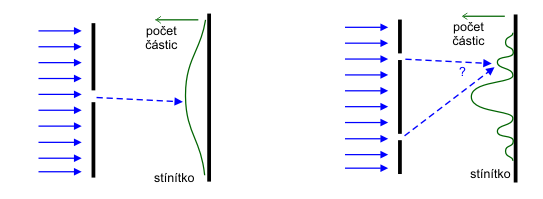 počet
částic
stínítko
počet
částic
?
stínítko